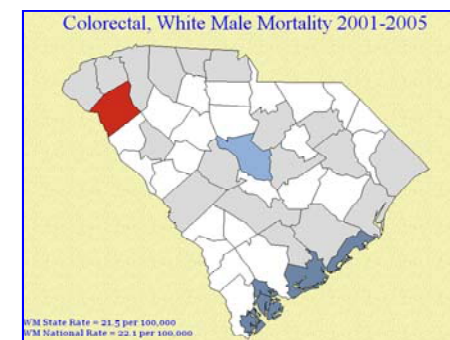 Colorectal, White Male Mortality 2001-2005
WM State Rate = 21.5 per 100,000
WM National Rate = 22.1 per 100,000